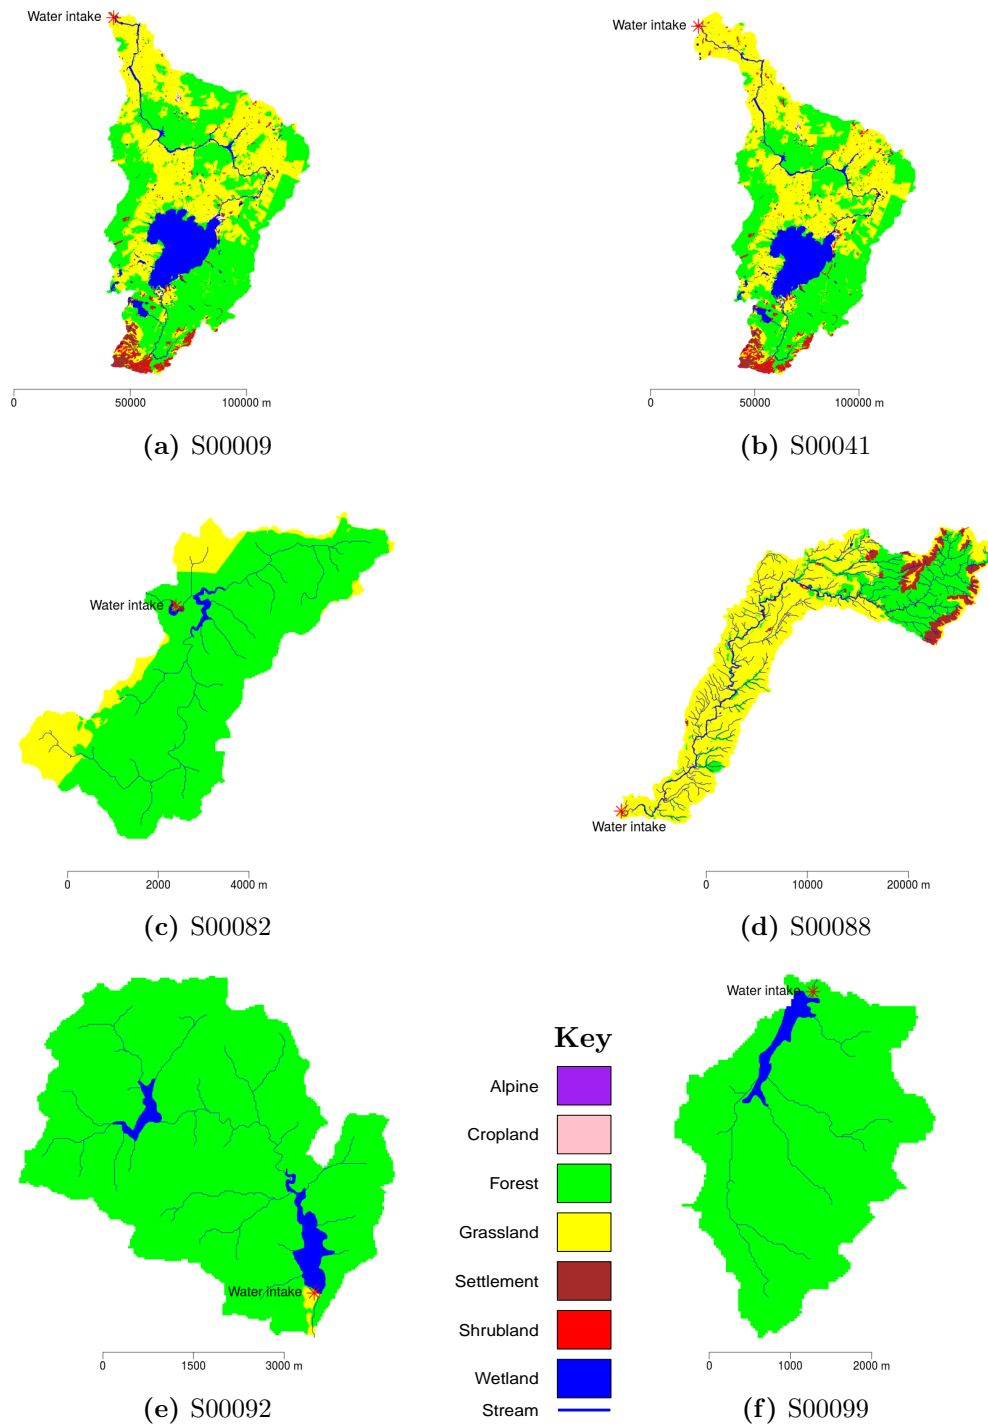 Water intake
0 50000 100000 m
(a) S00009
Water intake
0 50000 100000 m
(b) S00041
Water intake
0 2000 4000 m
(c) S00082
Water intake
0 10000 20000 m
(d) S00088
Water intake
0 1500 3000 m
(e) S00092
Key
Alpine
Cropland
Forest
Grassland
Settlement
Shrubland
Wetland
Stream
Water intake
0 1000 2000 m
(f) S00099